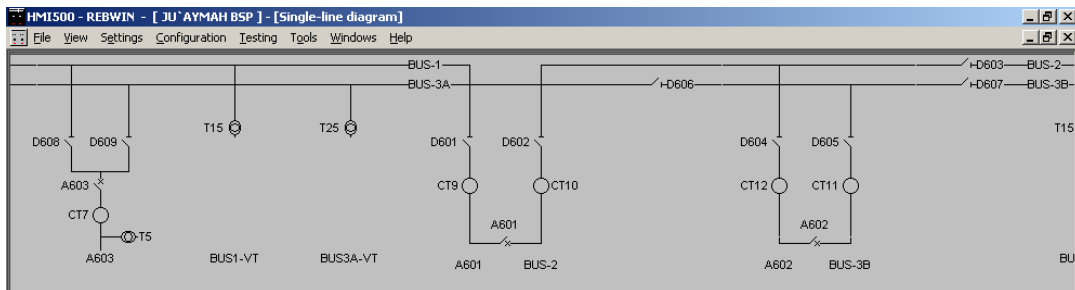 HMI500 - REBWIN - [ JU`AYMAH BSP ] - [Single-line diagram]
File View Settings Configuration Testing Tools Windows Help
BUS-1 D603 BUS-2
BUS-3A D606 D607 BUS-3B
T15 T25 T15
D608 D609 D601 D602 D604 D605
A603 CT9 CT10 CT12 CT11
CT7
A601 A602
T5
A603 BUS1-VT BUS3A-VT A601 BUS-2 A602 BUS-3B BU